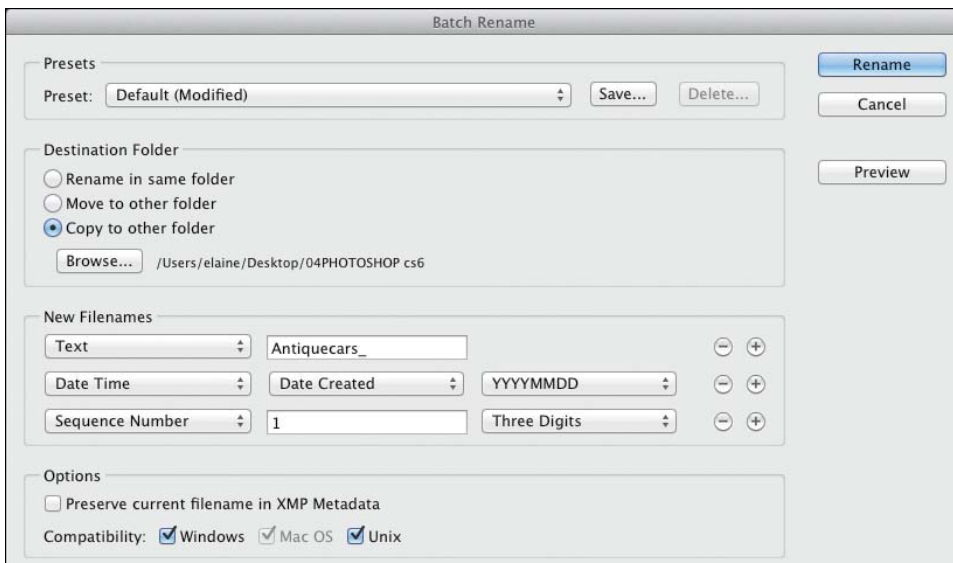 Batch Rename
Presets
Preset: Default (Modified) Save... Delete...
Rename
Cancel
Preview
Destination Folder
Rename in same folder
Move to other folder
Copy to other folder
Browse... /Users/elaine/Desktop/04PHOTOSHOP cs6
New Filenames
Text Antiquecars_
Date Time Date Created YYYYMMDD
Sequence Number 1 Three Digits
Options
Preserve current filename in XMP Metadata
Compatibility: Windows Mac OS Unix